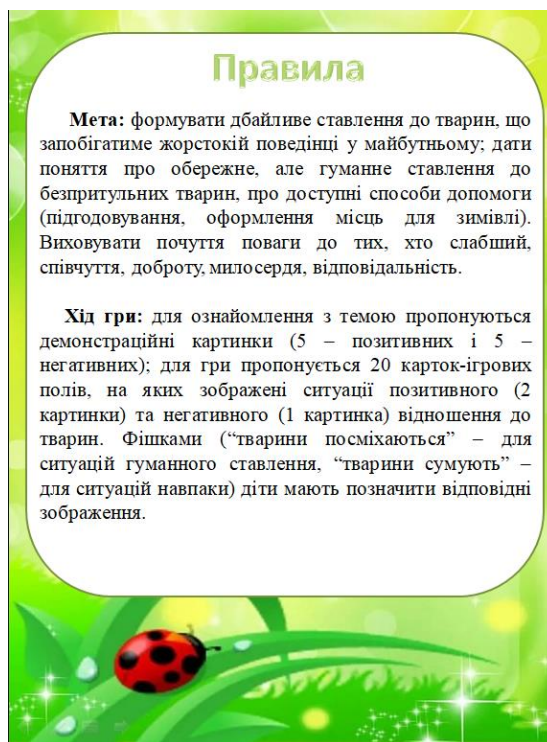 Правила
Мета: формувати дбайливе ставлення до тварин, що
запобігатиме жорстокій поведінці у майбутньому; дати
поняття про обережне, але гуманне ставлення до
безпритульних тварин, про доступні способи допомоги
(підгодовування, оформлення місць для зимівлі).
Виховувати почуття поваги до тих, хто слабший,
співчуття, доброту, милосердя, відповідальність.
Хід гри: для ознайомлення з темою пропонуються
демонстраційні картинки (5 – позитивних і 5 –
негативних); для гри пропонується 20 карток-ігрових
полів, на яких зображені ситуації позитивного (2
картинки) та негативного (1 картинка) відношення до
тварин. Фішками (“тварини посміхаються” – для
ситуацій гуманного ставлення, “тварини сумують” –
для ситуацій навпаки) діти мають позначити відповідні
зображення.